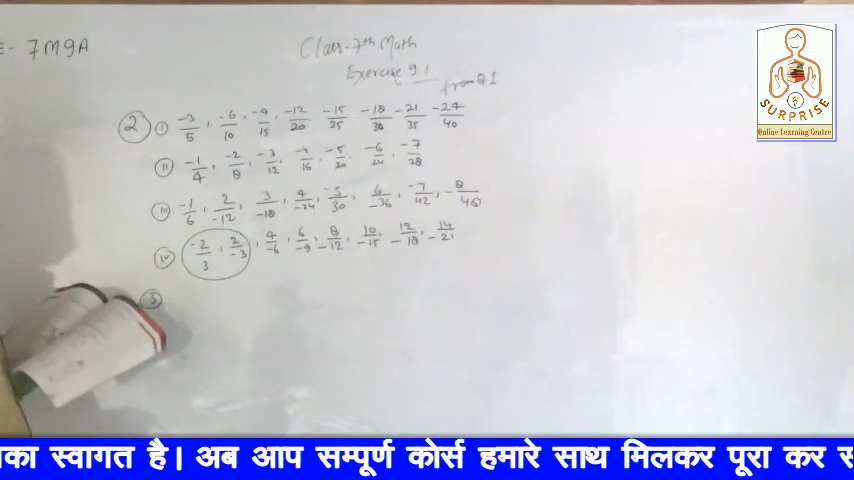 E- 7M9A
Class-7th Math
Exercise 9.1
from Q1
2 (i) -3/5, -6/10, -9/15, -12/20 -15/25 -18/30 -21/35 -24/40
(ii) -1/4, -2/8, -3/12, -4/16, -5/20, -6/24, -7/28
(iii) -1/6, 2/-12, 3/-18, 4/-24, -5/30, 6/-36, -7/42, -8/48
(iv) -2/3, 2/-3, 4/-6, 6/-9, 8/-12, 10/-15, 12/-18, 14/-21
3
SURPRISE
Online Learning Centre
का स्वागत है। अब आप सम्पूर्ण कोर्स हमारे साथ मिलकर पूरा कर